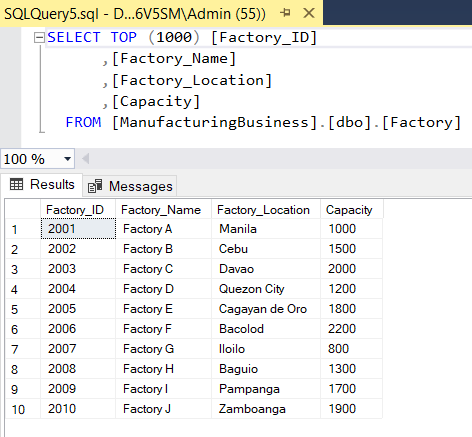 SQLQuery5.sql - D...6V5SM\Admin (55))
SELECT TOP (1000) [Factory_ID]
,[Factory_Name]
,[Factory_Location]
,[Capacity]
FROM [ManufacturingBusiness].[dbo].[Factory]
100 %
Results Messages
Factory_ID Factory_Name Factory_Location Capacity
1 2001 Factory A Manila 1000
2 2002 Factory B Cebu 1500
3 2003 Factory C Davao 2000
4 2004 Factory D Quezon City 1200
5 2005 Factory E Cagayan de Oro 1800
6 2006 Factory F Bacolod 2200
7 2007 Factory G Iloilo 800
8 2008 Factory H Baguio 1300
9 2009 Factory I Pampanga 1700
10 2010 Factory J Zamboanga 1900